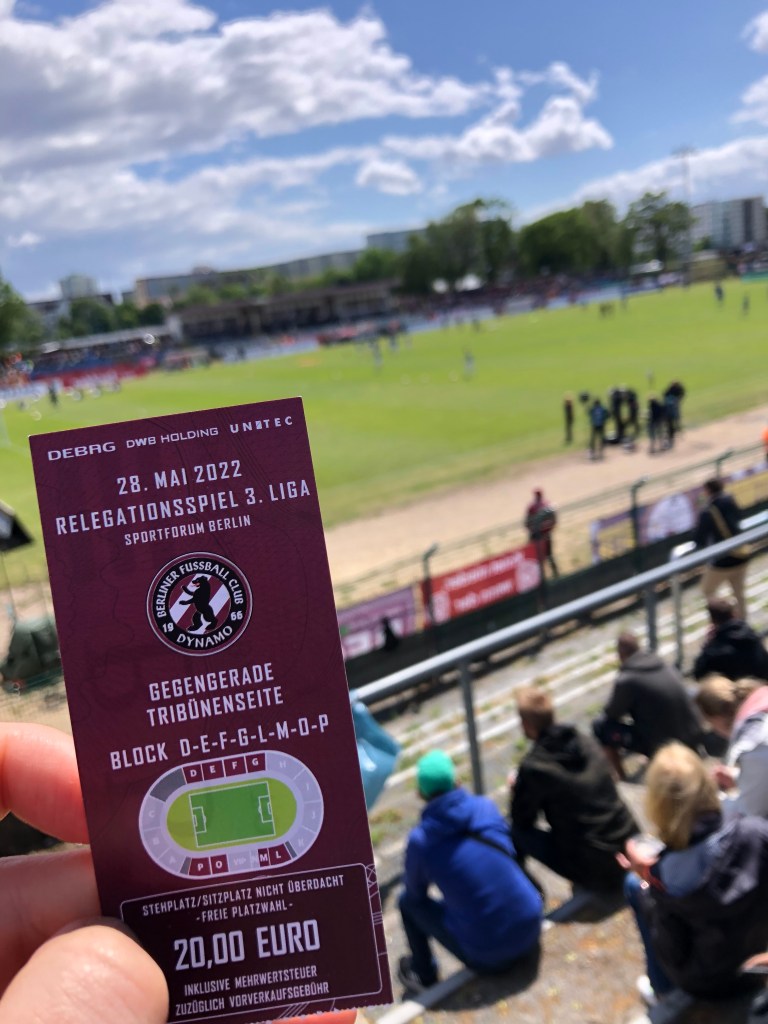 DEBAG DWB HOLDING UNITEC
28. MAI 2022
RELEGATIONSSPIEL 3. LIGA
SPORTFORUM BERLIN
BERLINER FUSSBALL CLUB
19 66
DYNAMO
GEGENGERADE
TRIBÜNENSEITE
BLOCK D-E-F-G-L-M-O-P
D E F G H
P O M L
STEHPLATZ/SITZPLATZ NICHT ÜBERDACHT
-FREIE PLATZWAHL-
20,00 EURO
INKLUSIVE MEHRWERTSTEUER
ZUZÜGLICH VORVERKAUFSGEBÜHR